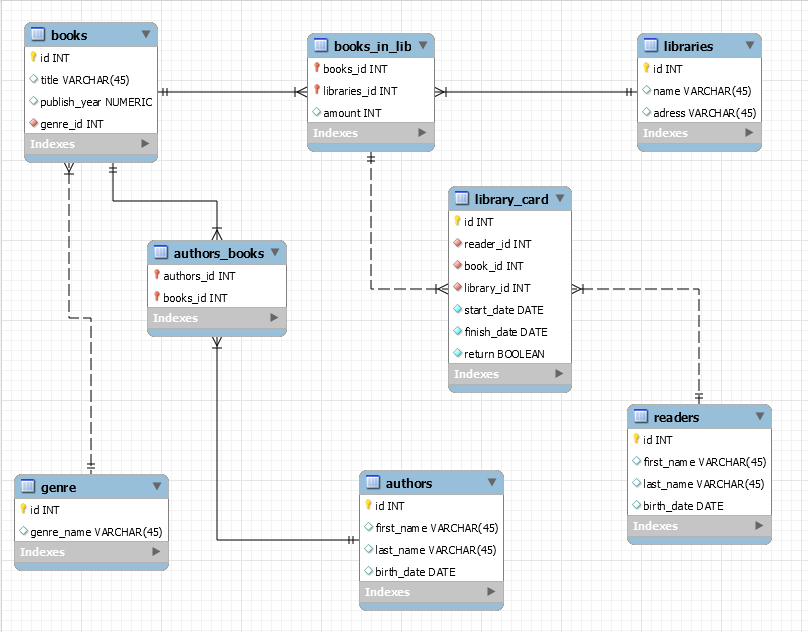 books
id INT
title VARCHAR(45)
publish_year NUMERIC
genre_id INT
Indexes
books_in_lib
books_id INT
libraries_id INT
amount INT
Indexes
libraries
id INT
name VARCHAR(45)
adress VARCHAR(45)
Indexes
library_card
id INT
reader_id INT
book_id INT
library_id INT
start_date DATE
finish_date DATE
return BOOLEAN
Indexes
authors_books
authors_id INT
books_id INT
Indexes
readers
id INT
first_name VARCHAR(45)
last_name VARCHAR(45)
birth_date DATE
Indexes
genre
id INT
genre_name VARCHAR(45)
Indexes
authors
id INT
first_name VARCHAR(45)
last_name VARCHAR(45)
birth_date DATE
Indexes